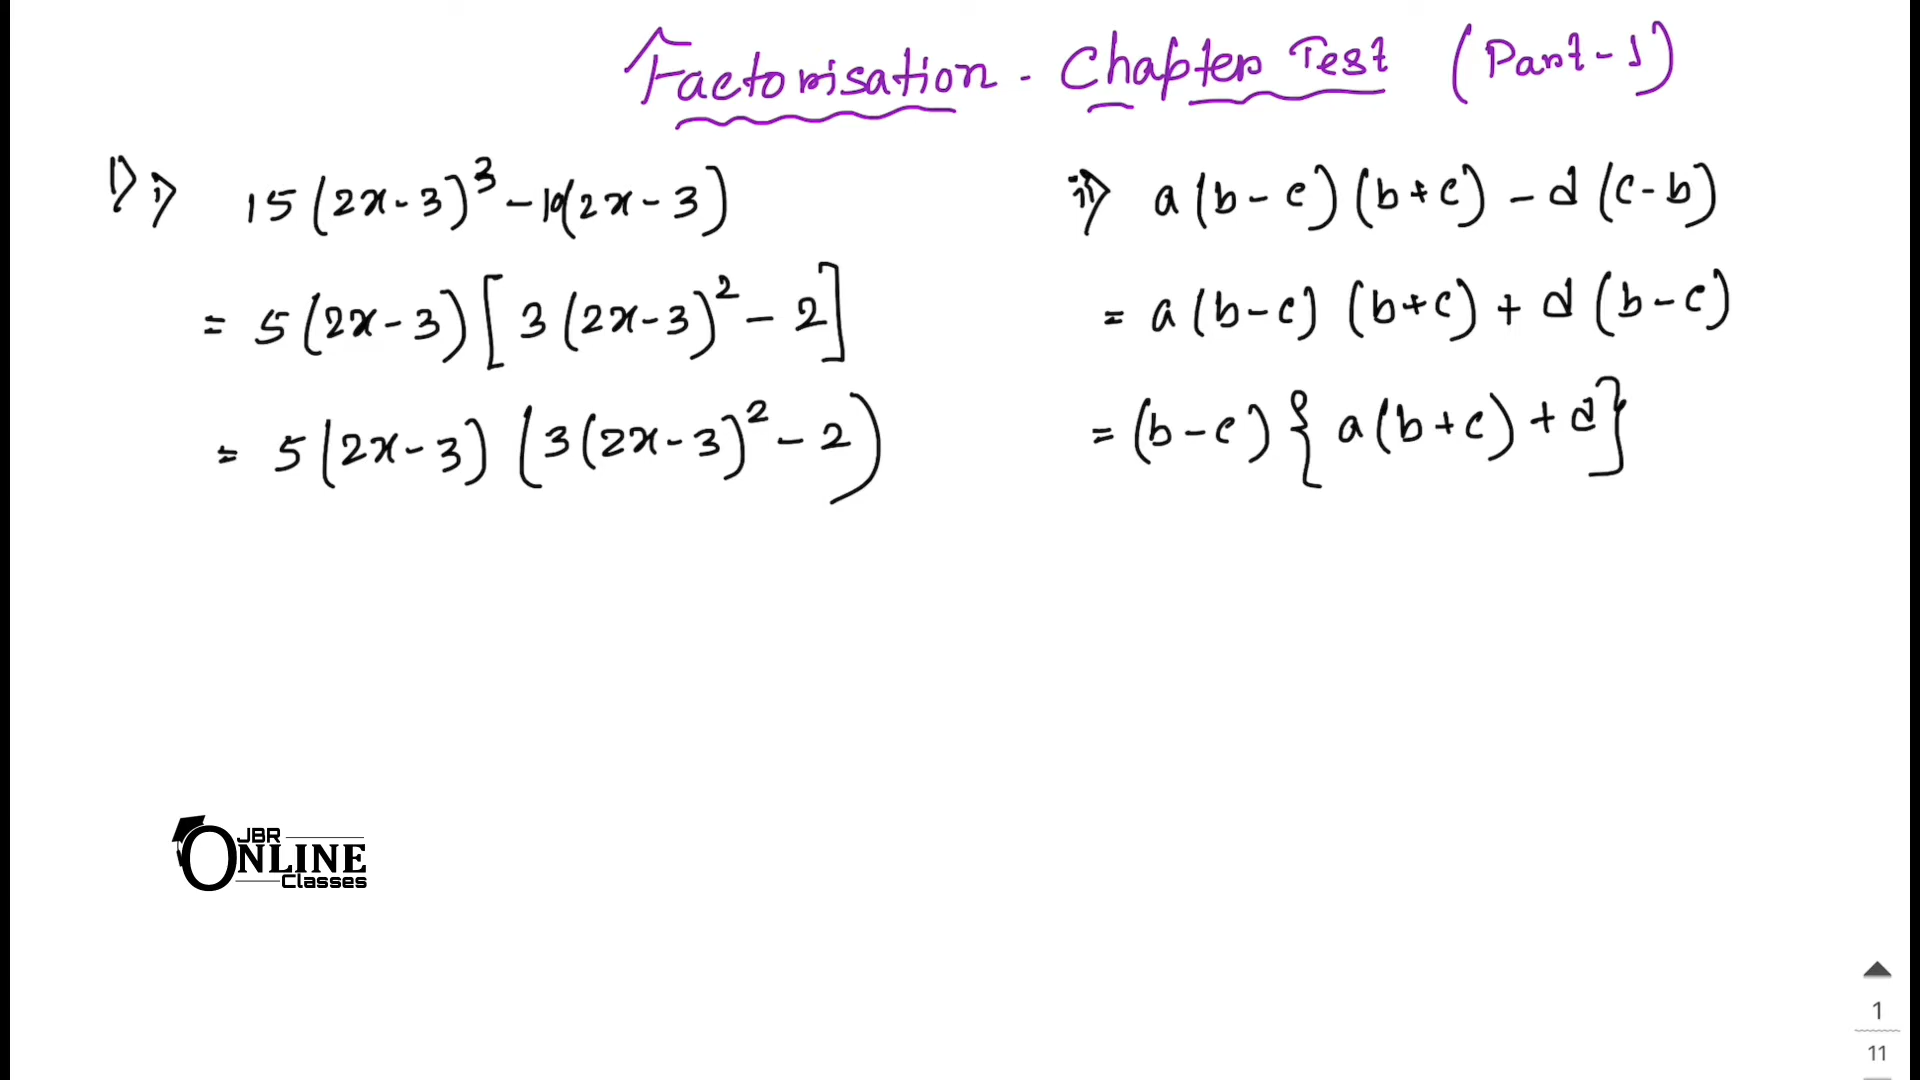 Factorisation - Chapter Test (Part-1)
1) i) 15(2x-3)³ - 10(2x-3)
= 5(2x-3)[3(2x-3)² - 2]
= 5(2x-3) (3(2x-3)² - 2)
ii) a(b-c)(b+c) - d(c-b)
= a(b-c) (b+c) + d(b-c)
= (b-c) { a(b+c) + d}
JBR
ONLINE
Classes
1
11